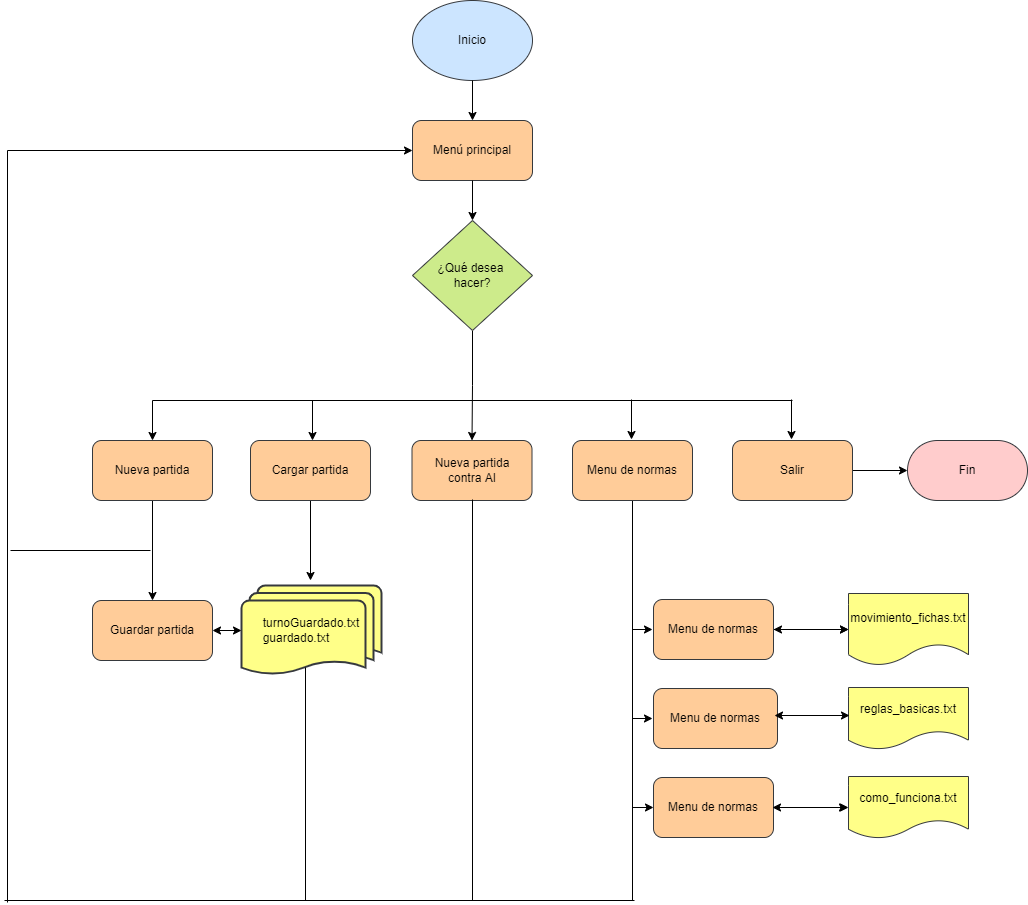 Inicio
Menú principal
¿Qué desea
hacer?
Nueva partida
Cargar partida
Nueva partida
contra AI
Menu de normas
Salir
Fin
Guardar partida
turnoGuardado.txt
guardado.txt
Menu de normas
movimiento_fichas.txt
Menu de normas
reglas_basicas.txt
Menu de normas
como_funciona.txt